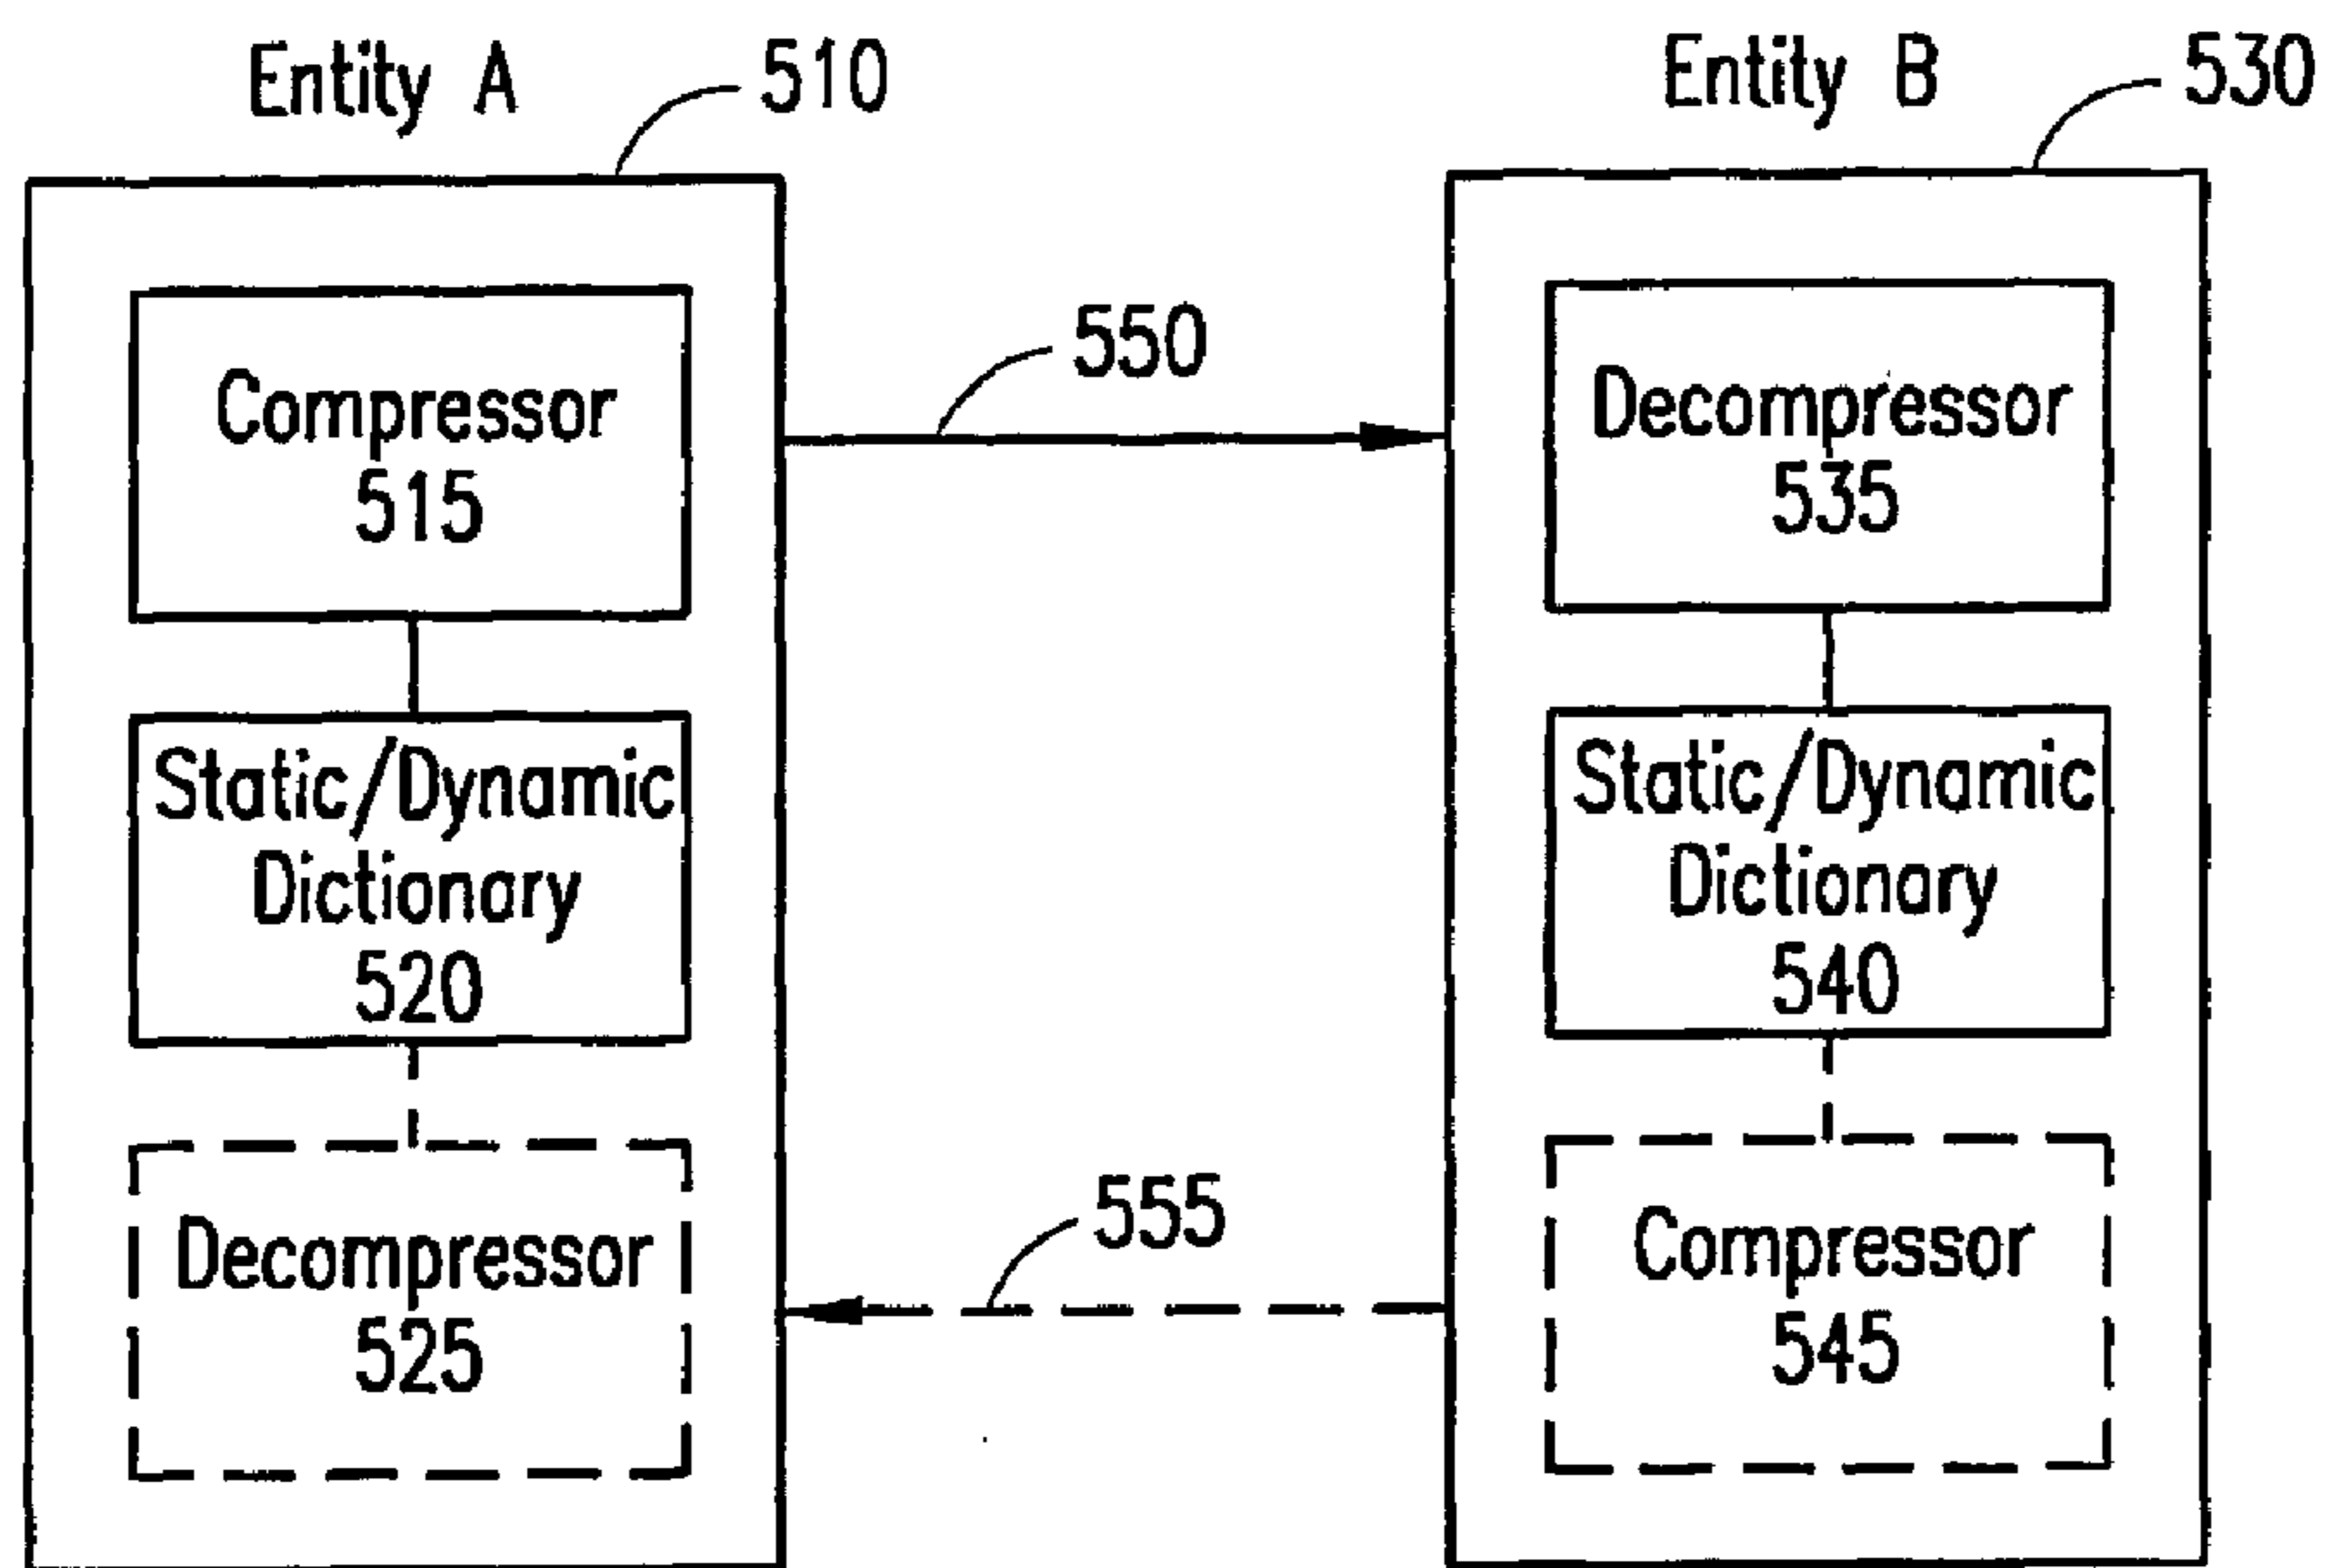 Entity A
510
Entity B
530
Compressor
515
550
Decompressor
535
Static/Dynamic
Dictionary
520
Static/Dynamic
Dictionary
540
Decompressor
525
555
Compressor
545